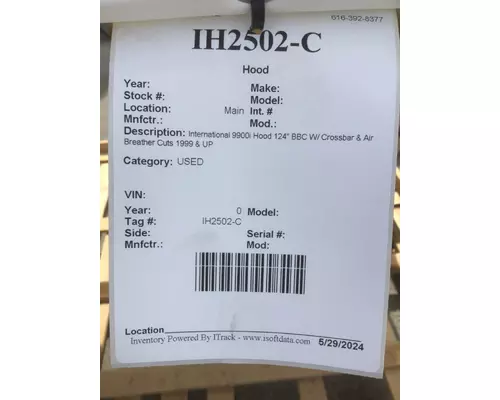 616-392-8377
IH2502-C
Hood
Year: Make:
Stock #: Model:
Location: Main Int. #
Mnfctr.: Mod.:
Description: International 9900i Hood 124" BBC W/ Crossbar & Air
Breather Cuts 1999 & UP
Category: USED
VIN:
Year: 0 Model:
Tag #: IH2502-C
Side: Serial #:
Mnfctr.: Mod:
Location
Inventory Powered By ITrack - www.isoftdata.com 5/29/2024